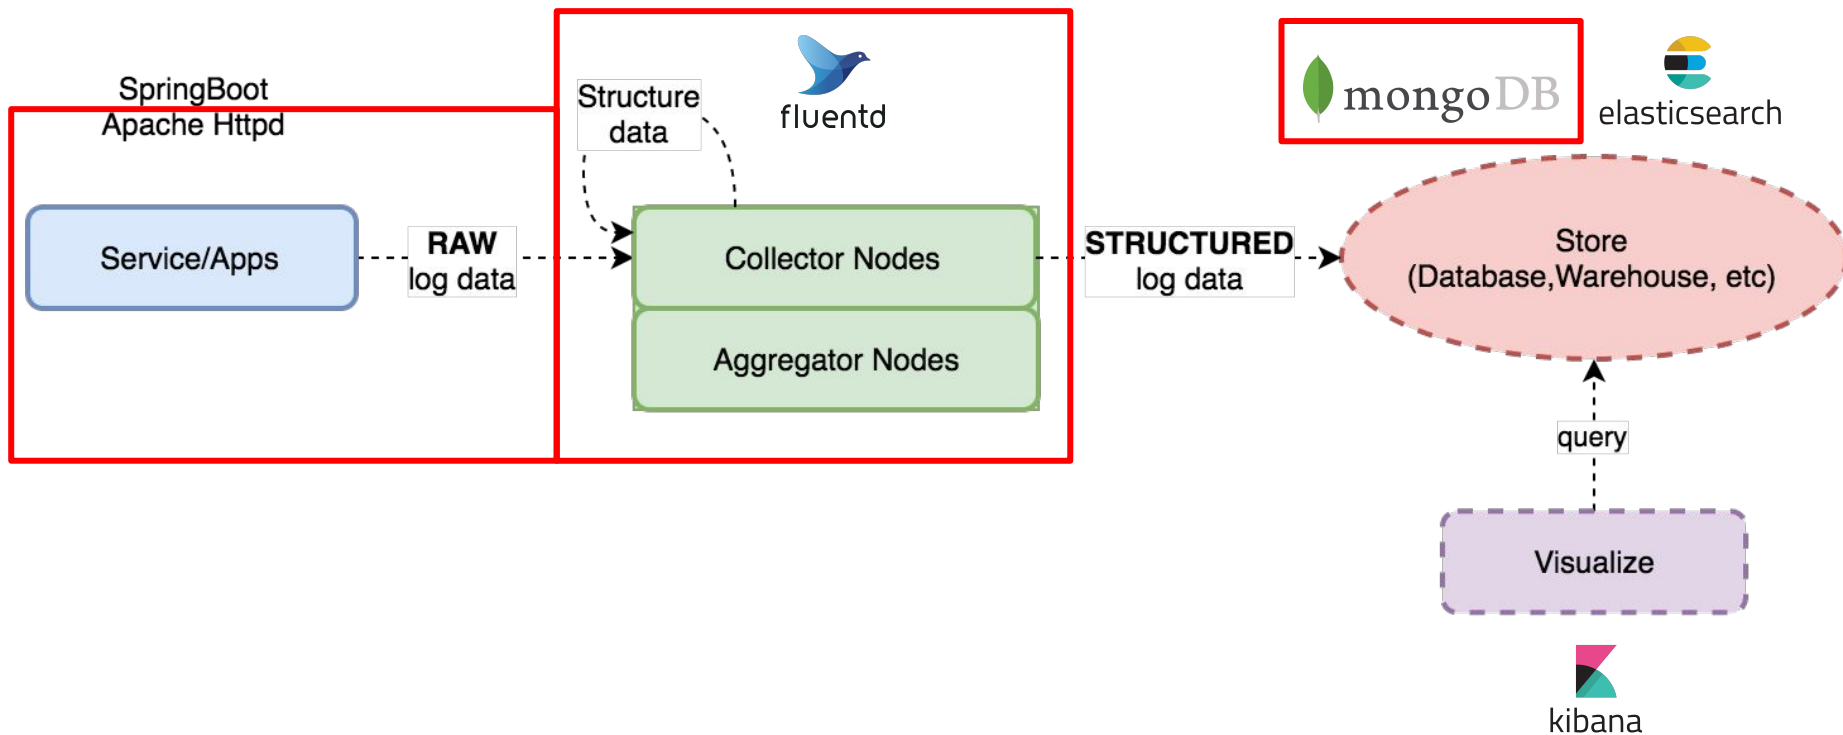 SpringBoot
Apache Httpd
Structure
data
fluentd
mongoDB
elasticsearch
Service/Apps
RAW
log data
Collector Nodes
Aggregator Nodes
STRUCTURED
log data
Store
(Database,Warehouse, etc)
query
Visualize
kibana